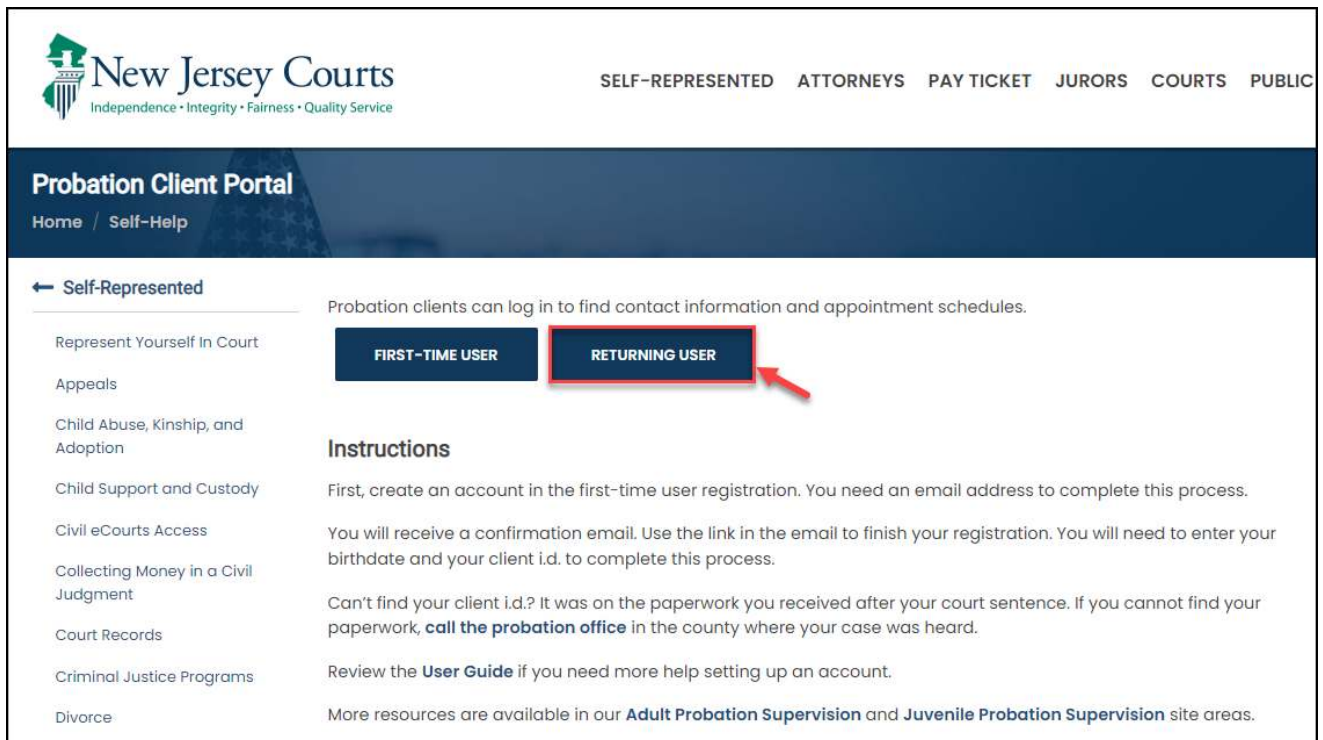 New Jersey Courts
Independence • Integrity • Fairness • Quality Service
SELF-REPRESENTED ATTORNEYS PAY TICKET JURORS COURTS PUBLIC
Probation Client Portal
Home / Self-Help
Self-Represented
Represent Yourself In Court
Appeals
Child Abuse, Kinship, and
Adoption
Child Support and Custody
Civil eCourts Access
Collecting Money in a Civil
Judgment
Court Records
Criminal Justice Programs
Divorce
Probation clients can log in to find contact information and appointment schedules.
FIRST-TIME USER
RETURNING USER
Instructions
First, create an account in the first-time user registration. You need an email address to complete this process.
You will receive a confirmation email. Use the link in the email to finish your registration. You will need to enter your
birthdate and your client i.d. to complete this process.
Can't find your client i.d.? It was on the paperwork you received after your court sentence. If you cannot find your
paperwork, call the probation office in the county where your case was heard.
Review the User Guide if you need more help setting up an account.
More resources are available in our Adult Probation Supervision and Juvenile Probation Supervision site areas.